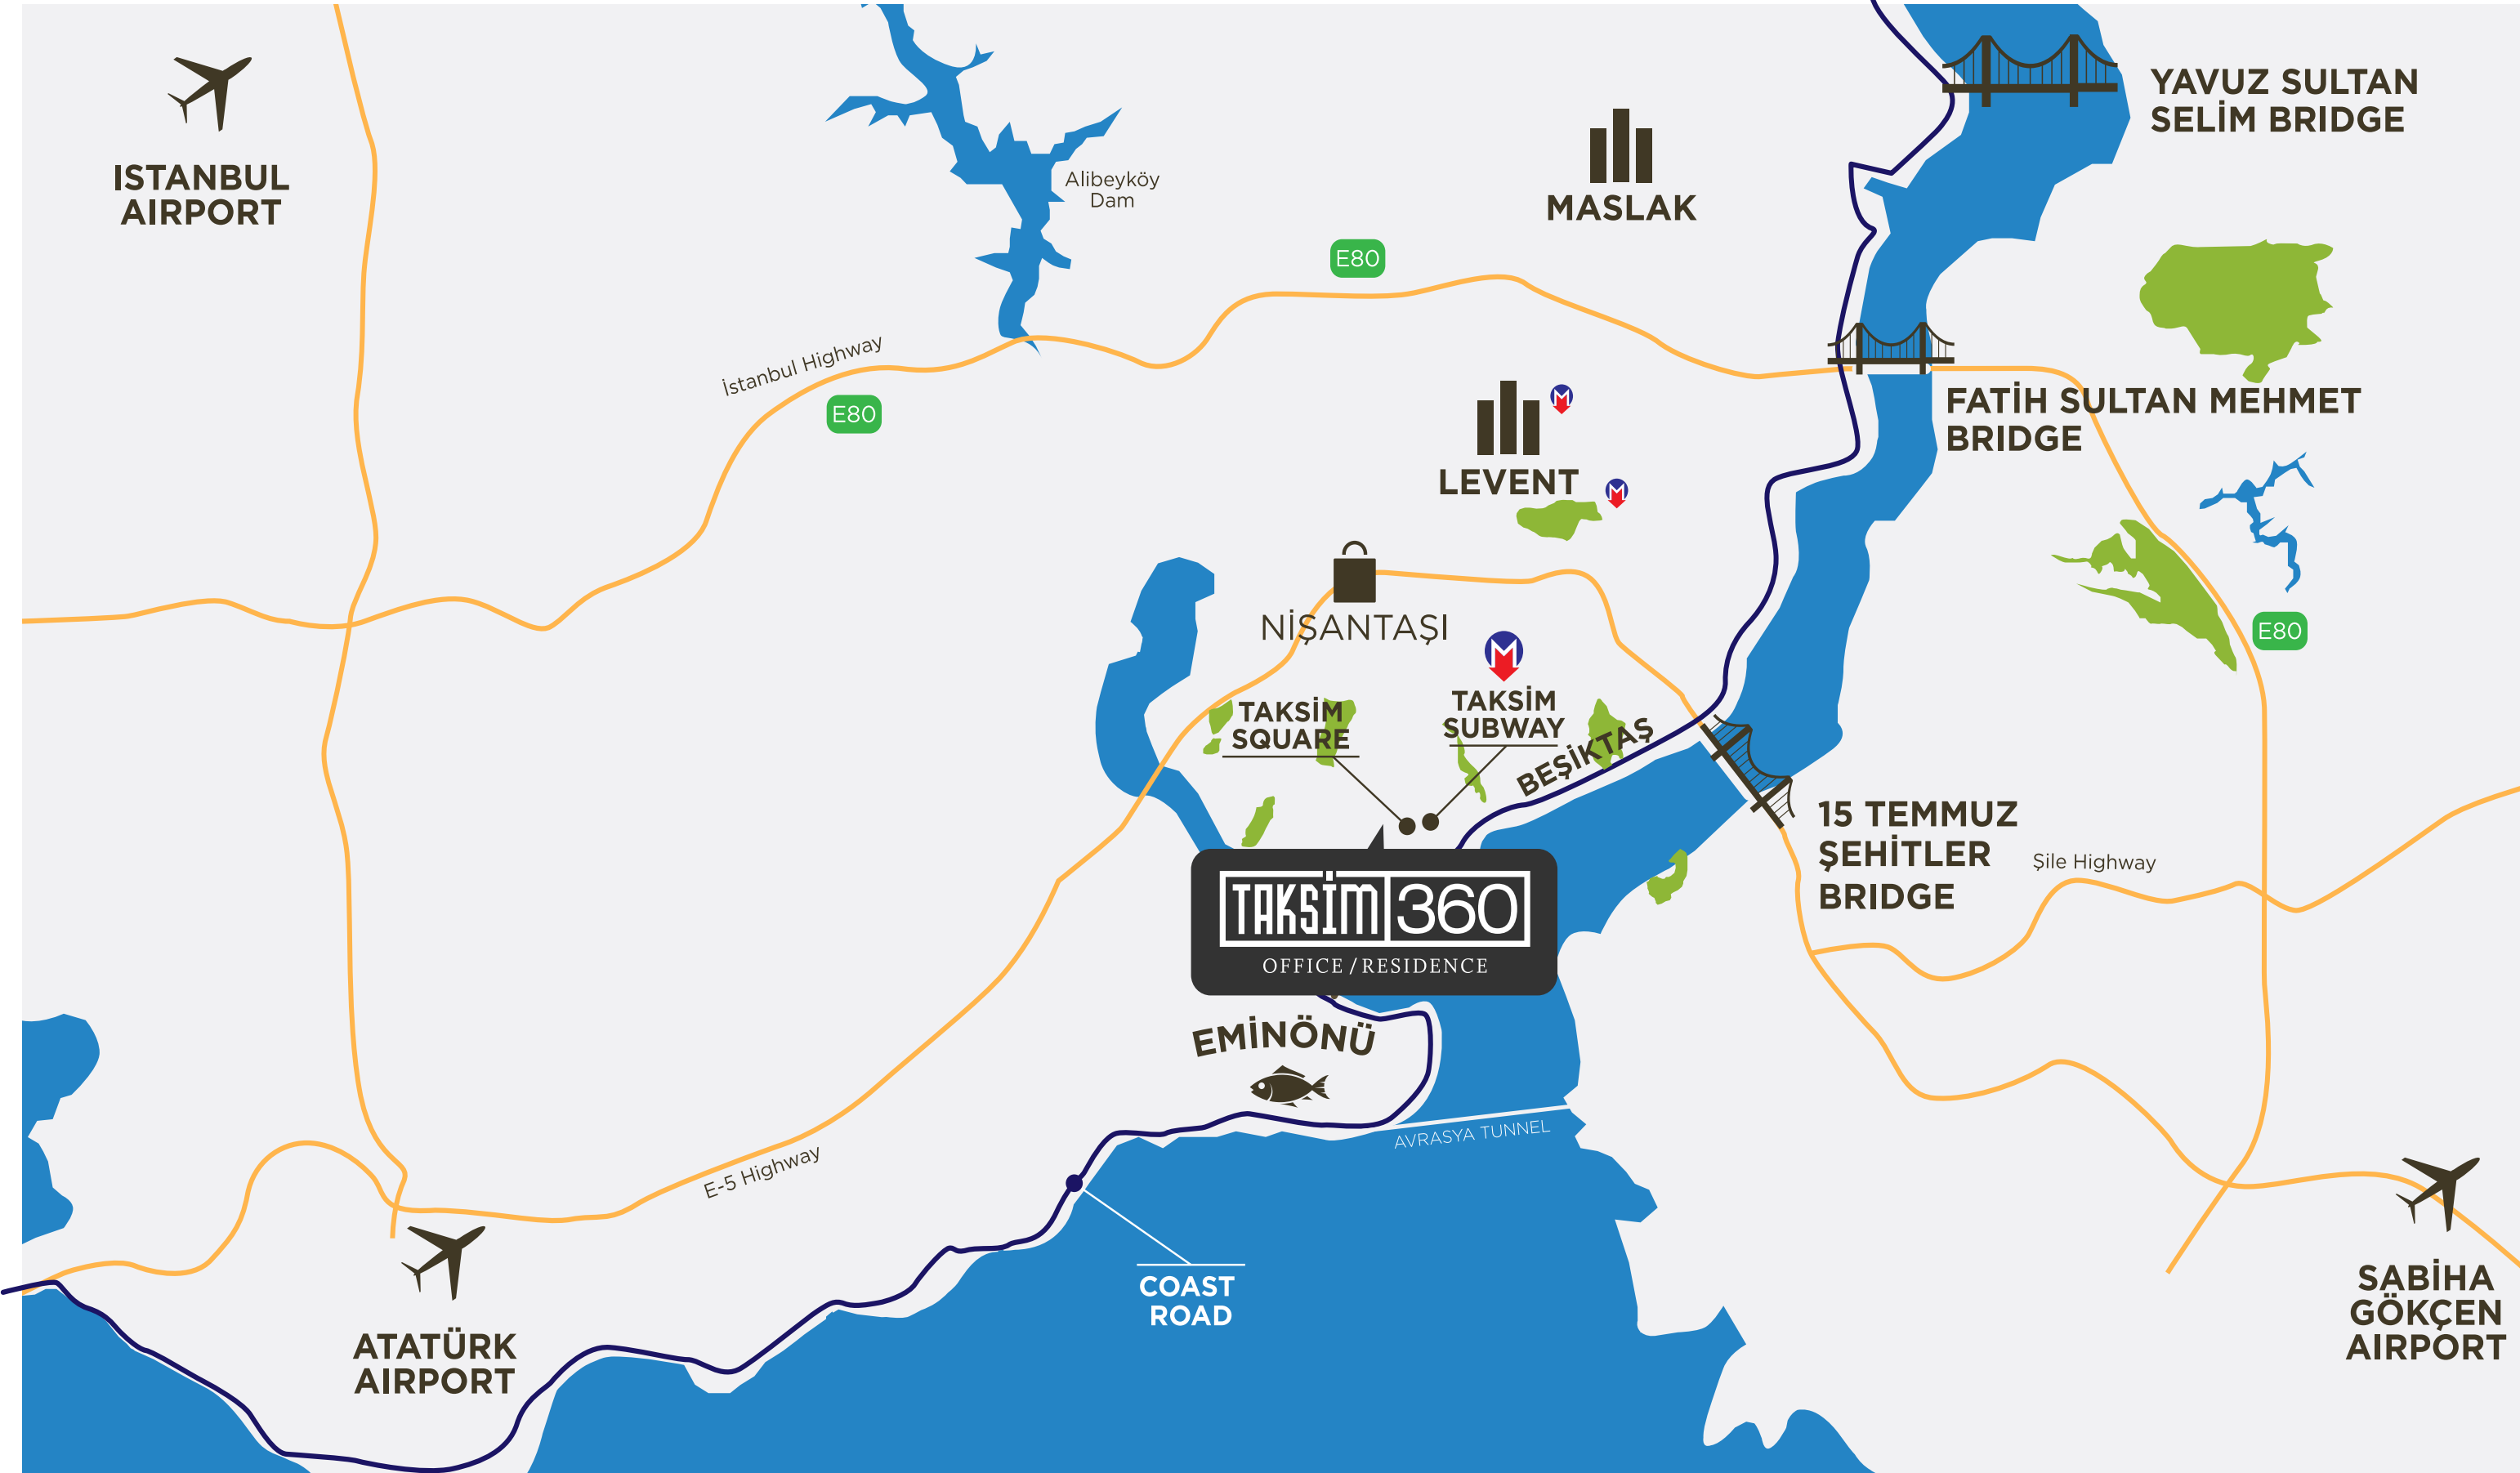 YAVUZ SULTAN
SELİM BRIDGE
ISTANBUL
AIRPORT
Alibeyköy
Dam
MASLAK
E80
İstanbul Highway
E80
FATİH SULTAN MEHMET
BRIDGE
M
LEVENT
M
NİŞANTAŞI
E80
M
TAKSİM
SQUARE
TAKSİM
SUBWAY
BEŞİKTAŞ
15 TEMMUZ
ŞEHİTLER
BRIDGE
Şile Highway
TAKSİM 360
OFFICE/RESIDENCE
EMİNÖNÜ
AVRASYA TUNNEL
E-5 Highway
COAST
ROAD
ATATÜRK
AIRPORT
SABİHA
GÖKÇEN
AIRPORT